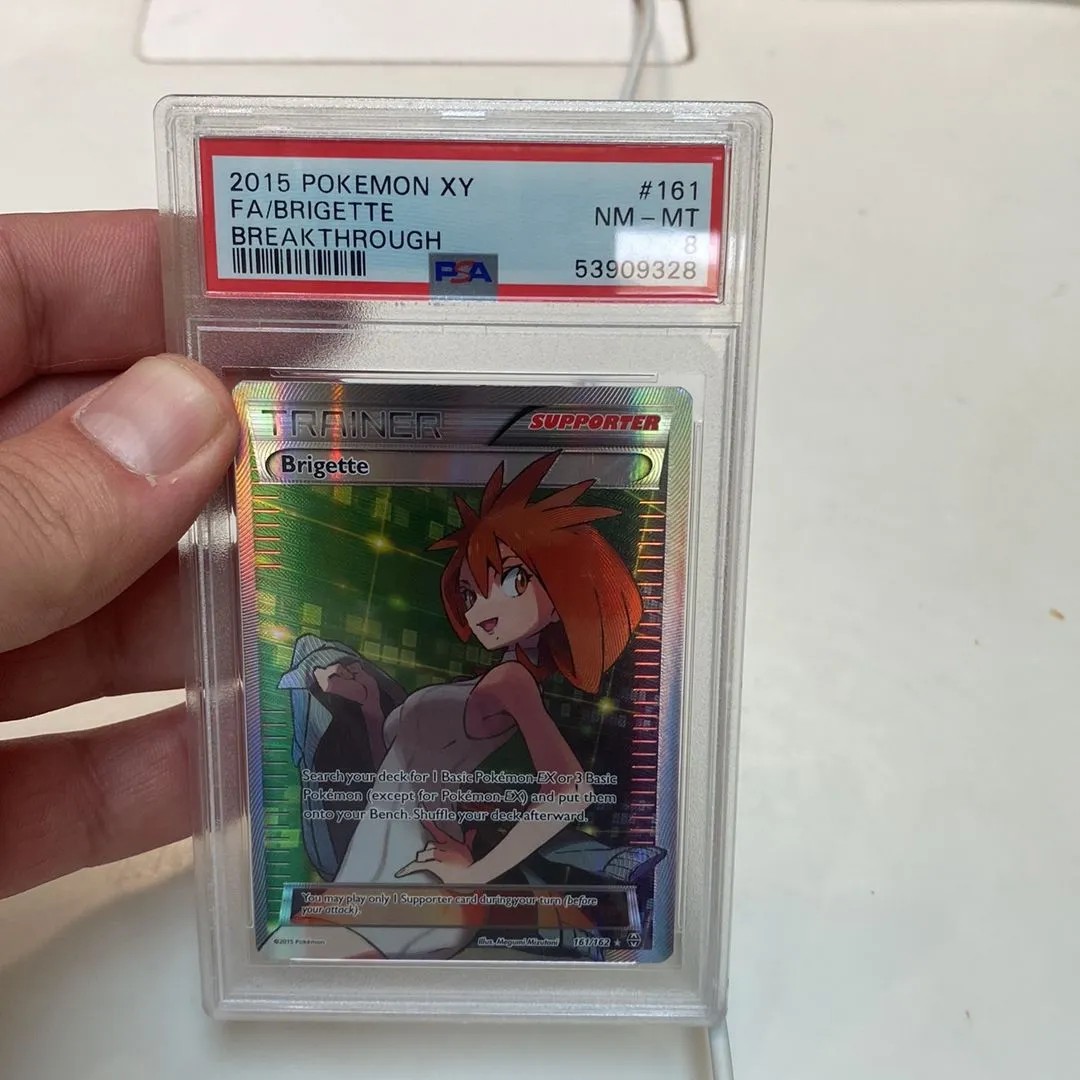 2015 POKEMON XY #161
FA/BRIGETTE NM - MT
BREAKTHROUGH 8
PSA 53909328
TRAINER SUPPORTER
Brigette
Search your deck for 1 Basic Pokémon-EX or 3 Basic
Pokémon (except for Pokémon-EX) and put them
onto your Bench. Shuffle your deck afterward.
You may play only 1 Supporter card during your turn (before
your attack).
©2015 Pokémon Illus. Megumi Mizutani 161/162